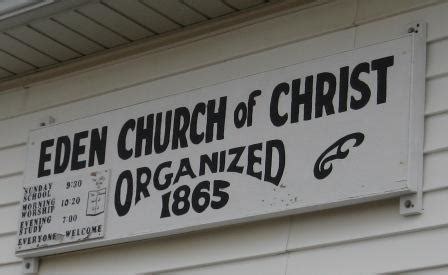 EDEN CHURCH of CHRIST
ORGANIZED
1865
SUNDAY SCHOOL 9:30
MORNING WORSHIP 10:20
EVENING STUDY 7:00
EVERYONE WELCOME